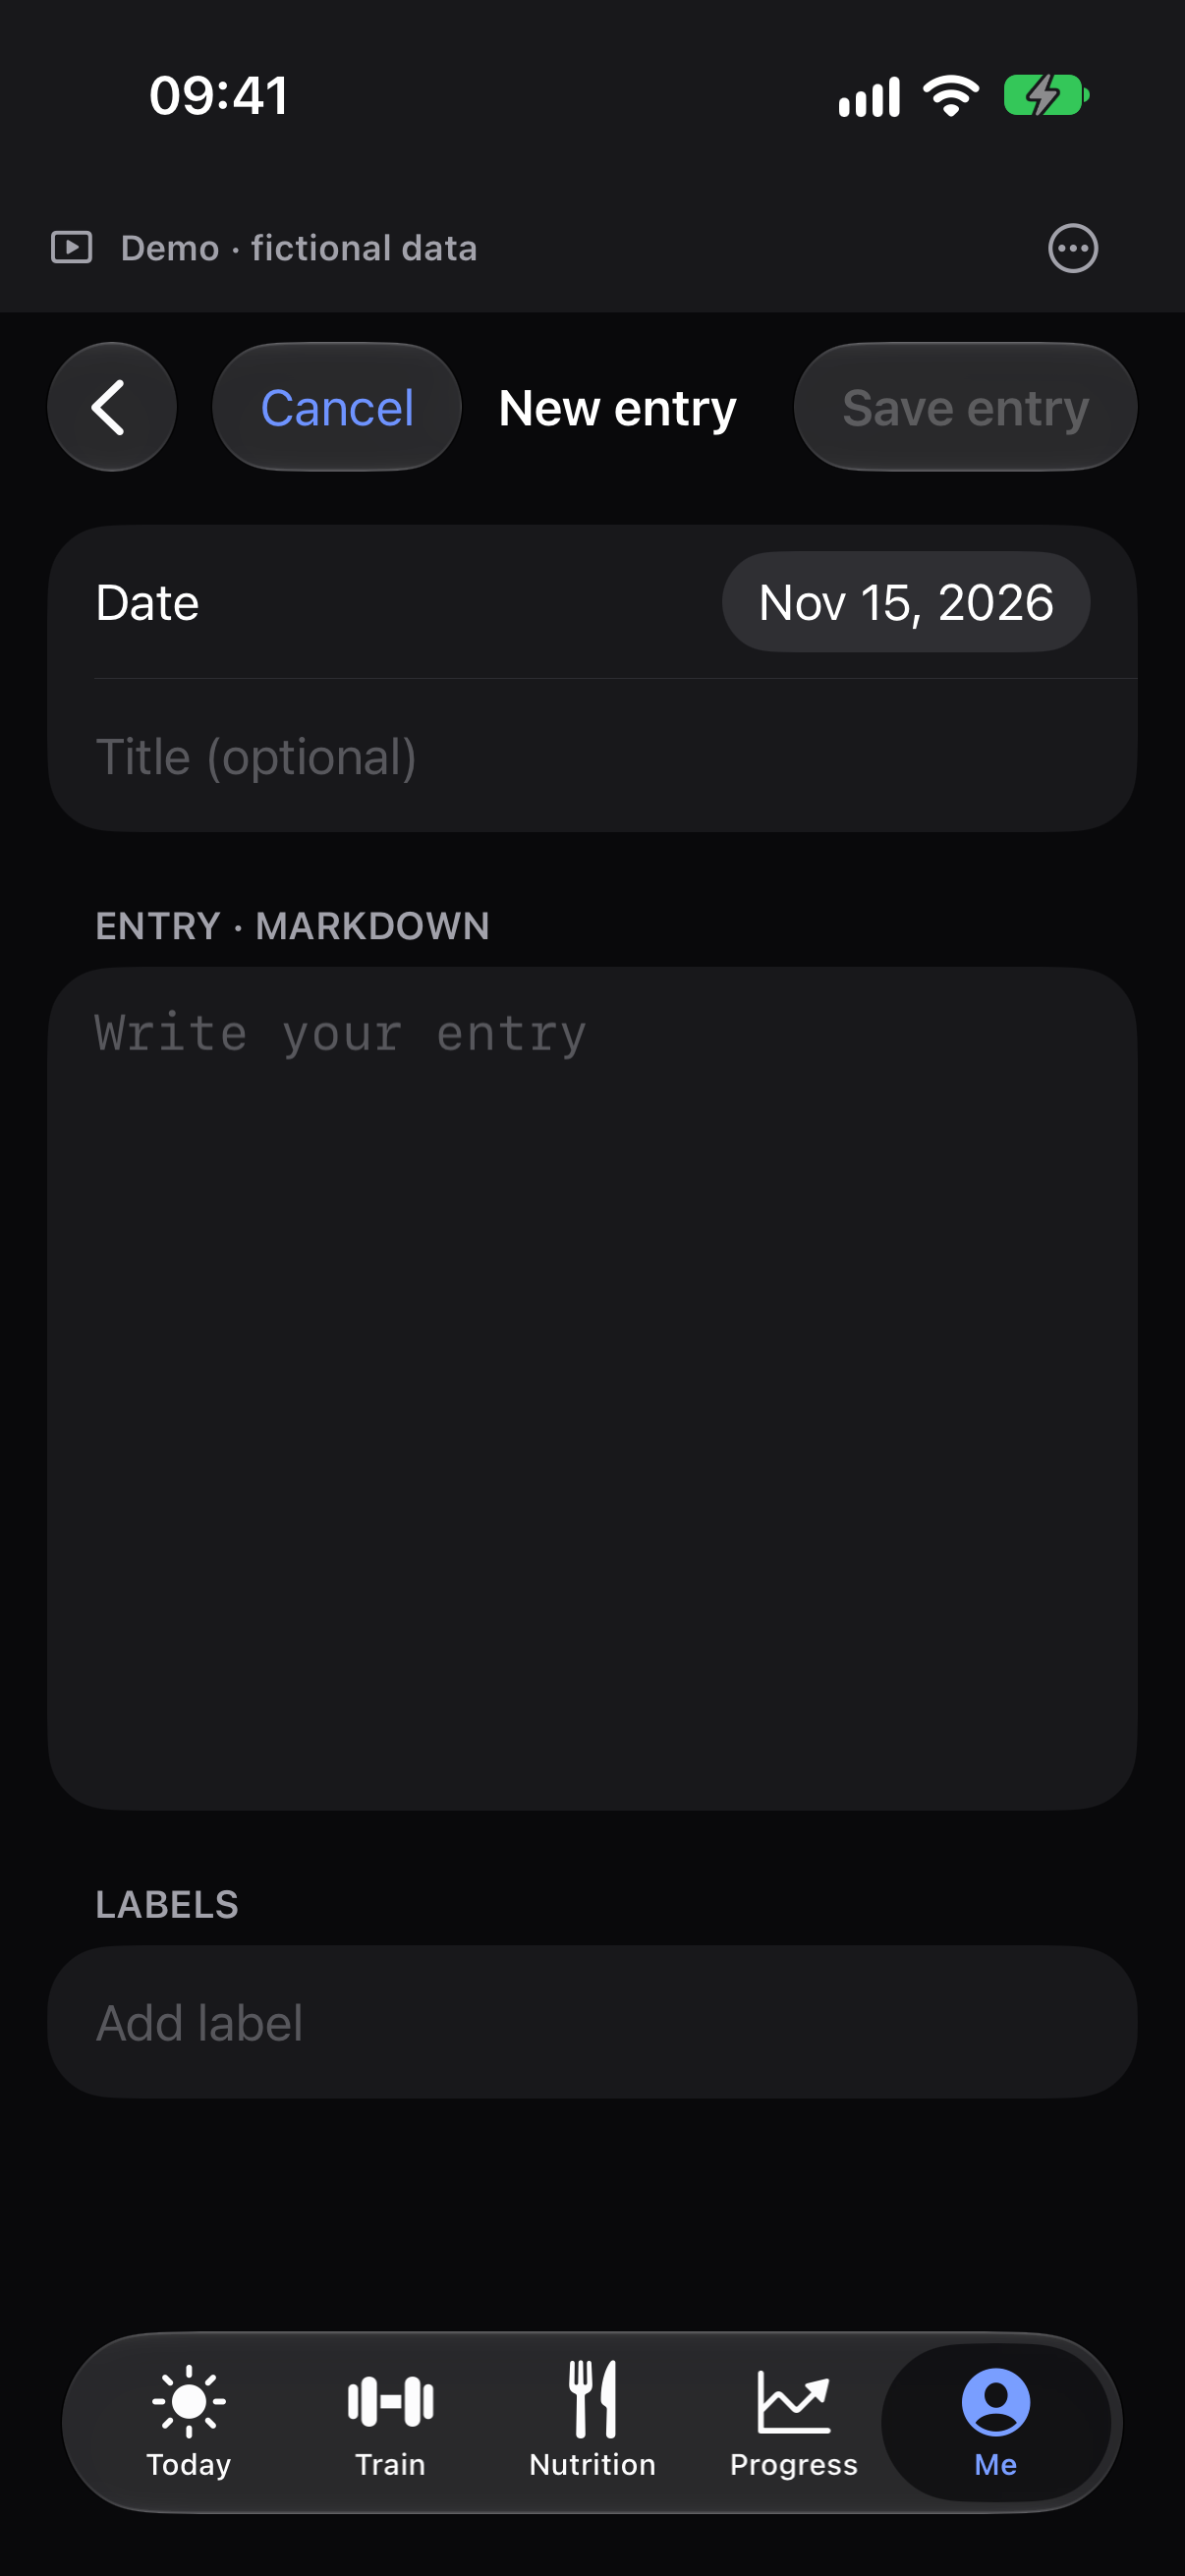 09:41
Demo · fictional data
Cancel New entry Save entry
Date Nov 15, 2026
Title (optional)
ENTRY · MARKDOWN
Write your entry
LABELS
Add label
Today Train Nutrition Progress Me